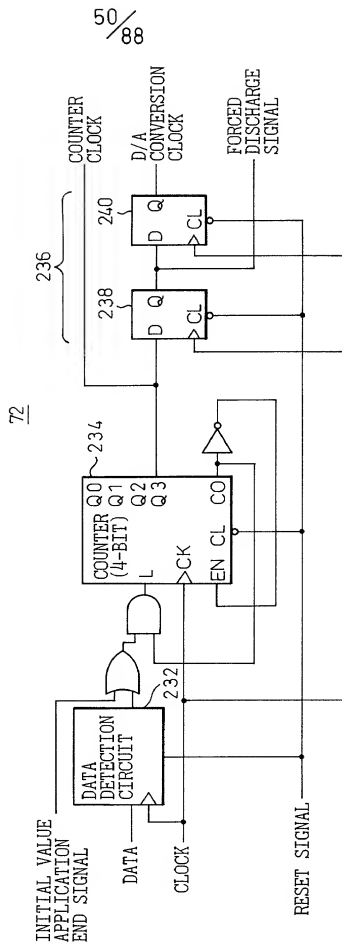 50/88
72
INITIAL VALUE
APPLICATION
END SIGNAL
DATA
CLOCK
RESET SIGNAL
DATA
DETECTION
CIRCUIT
232
COUNTER
(4-BIT)
234
Q0
Q1
Q2
Q3
L
CK
EN
CL
CO
236
238
D
Q
CL
240
D
Q
CL
COUNTER
CLOCK
D/A
CONVERSION
CLOCK
FORCED
DISCHARGE
SIGNAL